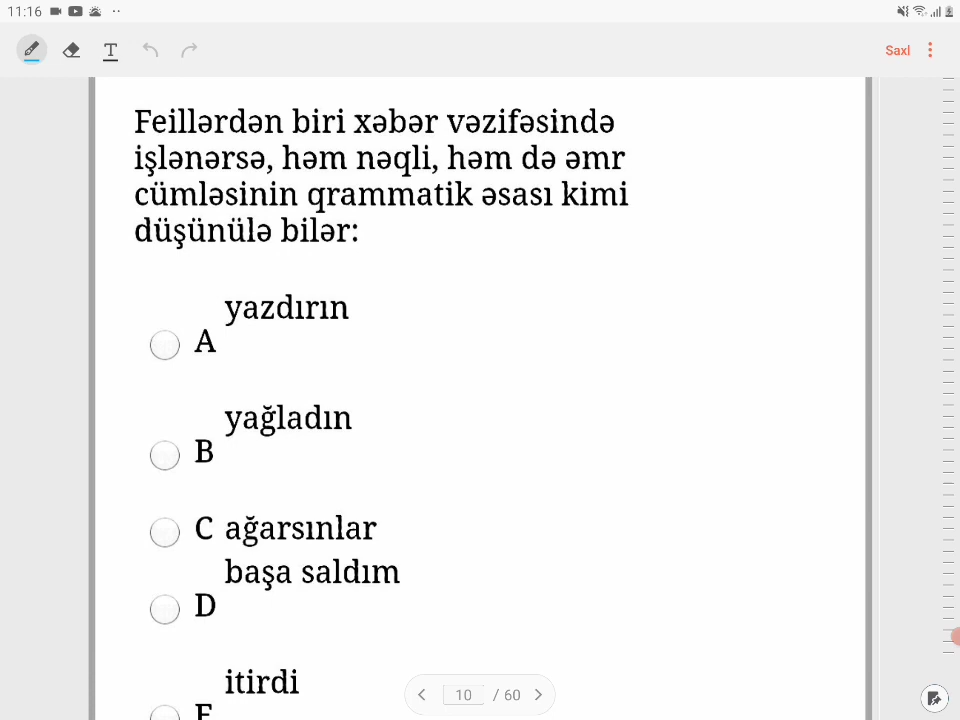 11:16
T
Saxl
Feillərdən biri xəbər vəzifəsində
işlənərsə, həm nəqli, həm də əmr
cümləsinin qrammatik əsası kimi
düşünülə bilər:
yazdırın
A
yağladın
B
C ağarsınlar
başa saldım
D
itirdi
E
10 / 60